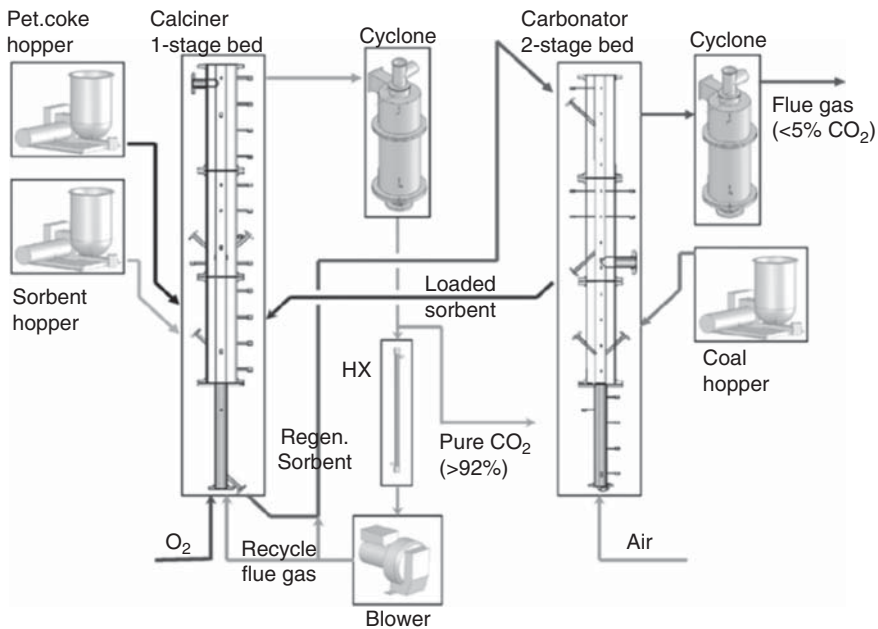 Pet.coke
hopper
Calciner
1-stage bed
Cyclone
Carbonator
2-stage bed
Cyclone
Flue gas
(<5% CO₂)
Sorbent
hopper
Loaded
sorbent
Coal
hopper
HX
Regen.
Sorbent
Pure CO₂
(>92%)
O₂
Recycle
flue gas
Air
Blower